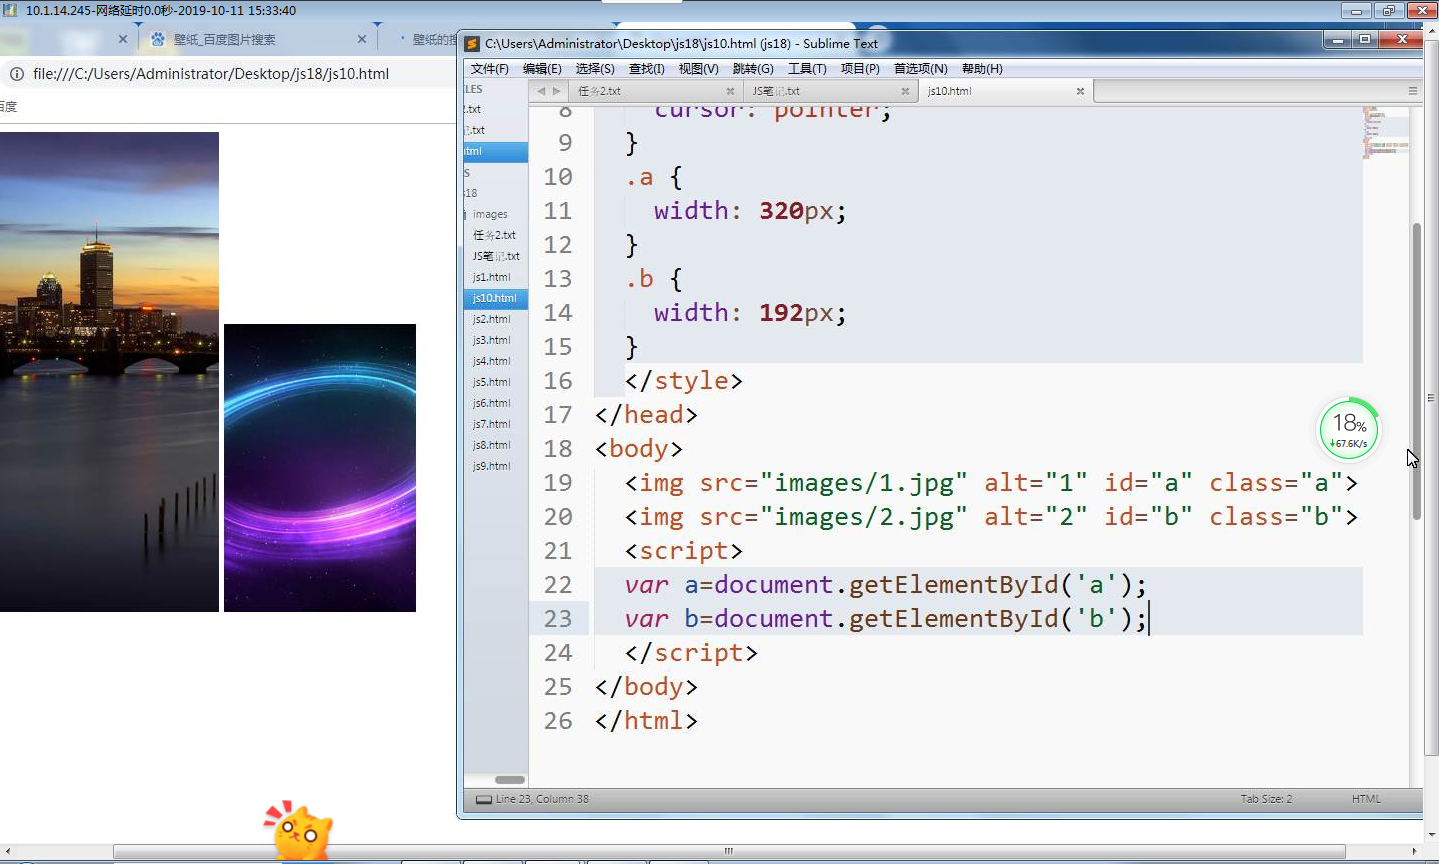 10.1.14.245-网络延时0.0秒-2019-10-11 15:33:40
壁纸_百度图片搜索
壁纸的搜
file:///C:/Users/Administrator/Desktop/js18/js10.html
百度
C:\Users\Administrator\Desktop\js18\js10.html (js18) - Sublime Text
文件(F) 编辑(E) 选择(S) 查找(I) 视图(V) 跳转(G) 工具(T) 项目(P) 首选项(N) 帮助(H)
任务2.txt
JS笔记.txt
js10.html
LES
.txt
.txt
html
S
s18
images
任务2.txt
JS笔记.txt
js1.html
js10.html
js2.html
js3.html
js4.html
js5.html
js6.html
js7.html
js8.html
js9.html
8 cursor: pointer;
9 }
10 .a {
11 width: 320px;
12 }
13 .b {
14 width: 192px;
15 }
16 </style>
17 </head>
18 <body>
19 <img src="images/1.jpg" alt="1" id="a" class="a">
20 <img src="images/2.jpg" alt="2" id="b" class="b">
21 <script>
22 var a=document.getElementById('a');
23 var b=document.getElementById('b');
24 </script>
25 </body>
26 </html>
18%
↓67.6K/s
Line 23, Column 38
Tab Size: 2
HTML